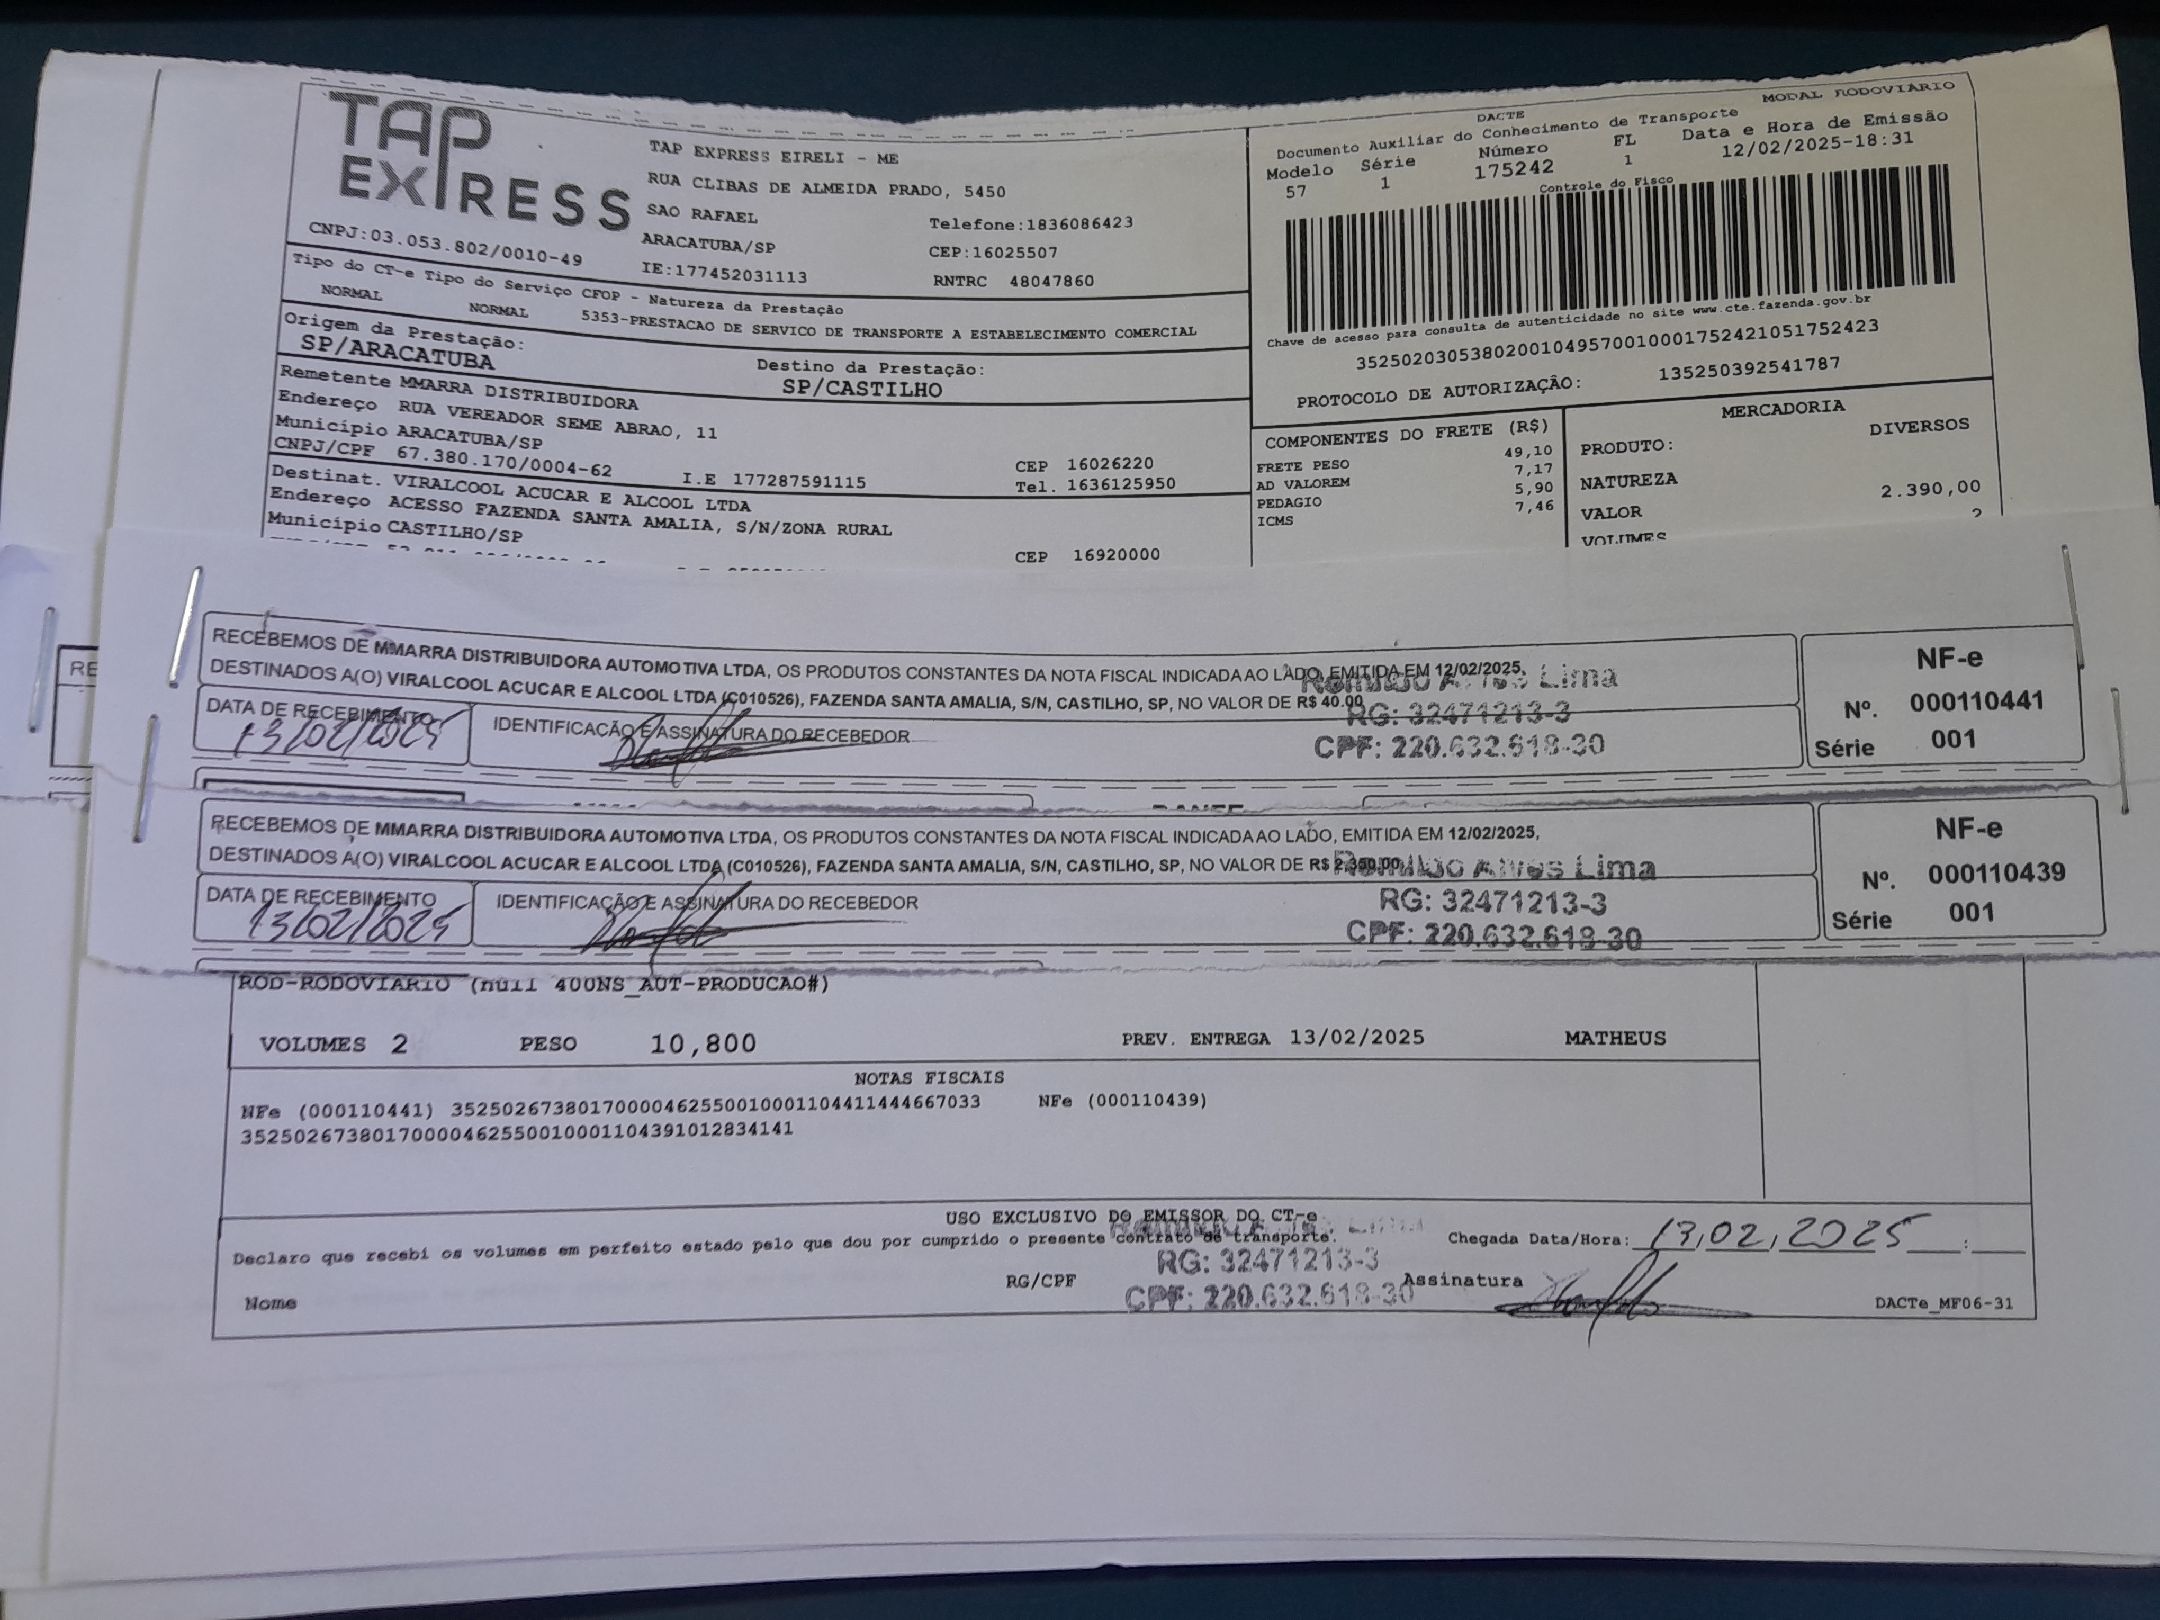 TAP EXPRESS
TAP EXPRESS EIRELI - ME
RUA CLIBAS DE ALMEIDA PRADO, 5450
SAO RAFAEL
Telefone:1836086423
ARACATUBA/SP
CEP:16025507
CNPJ:03.053.802/0010-49
IE:177452031113
RNTRC 48047860
MODAL RODOVIARIO
DACTE
Documento Auxiliar do Conhecimento de Transporte
Modelo Série Número FL Data e Hora de Emissão
57 1 175242 1 12/02/2025-18:31
Controle do Fisco
Chave de acesso para consulta de autenticidade no site www.cte.fazenda.gov.br
35250203053802001049570010001752421051752423
PROTOCOLO DE AUTORIZAÇÃO: 135250392541787
Tipo do CT-e Tipo do Serviço CFOP - Natureza da Prestação
NORMAL NORMAL 5353-PRESTACAO DE SERVICO DE TRANSPORTE A ESTABELECIMENTO COMERCIAL
Origem da Prestação:
SP/ARACATUBA
Destino da Prestação:
SP/CASTILHO
Remetente MMARRA DISTRIBUIDORA
Endereço RUA VEREADOR SEME ABRAO, 11
Município ARACATUBA/SP
CEP 16026220
CNPJ/CPF 67.380.170/0004-62 I.E 177287591115 Tel. 1636125950
Destinat. VIRALCOOL ACUCAR E ALCOOL LTDA
Endereço ACESSO FAZENDA SANTA AMALIA, S/N/ZONA RURAL
Município CASTILHO/SP
CEP 16920000
COMPONENTES DO FRETE (R$)
FRETE PESO 49,10
AD VALOREM 7,17
PEDAGIO 5,90
ICMS 7,46
MERCADORIA
PRODUTO: DIVERSOS
NATUREZA
VALOR 2.390,00
VOLUMES 2
RE
RECEBEMOS DE MMARRA DISTRIBUIDORA AUTOMOTIVA LTDA, OS PRODUTOS CONSTANTES DA NOTA FISCAL INDICADA AO LADO, EMITIDA EM 12/02/2025,
DESTINADOS A(O) VIRALCOOL ACUCAR E ALCOOL LTDA (C010526), FAZENDA SANTA AMALIA, S/N, CASTILHO, SP, NO VALOR DE R$ 40.00
DATA DE RECEBIMENTO
13/02/2025
IDENTIFICAÇÃO E ASSINATURA DO RECEBEDOR
Romildo Alves Lima
RG: 32471213-3
CPF: 220.632.618-30
NF-e
Nº. 000110441
Série 001
DANFE
RECEBEMOS DE MMARRA DISTRIBUIDORA AUTOMOTIVA LTDA, OS PRODUTOS CONSTANTES DA NOTA FISCAL INDICADA AO LADO, EMITIDA EM 12/02/2025,
DESTINADOS A(O) VIRALCOOL ACUCAR E ALCOOL LTDA (C010526), FAZENDA SANTA AMALIA, S/N, CASTILHO, SP, NO VALOR DE R$
DATA DE RECEBIMENTO
13/02/2025
IDENTIFICAÇÃO E ASSINATURA DO RECEBEDOR
Romildo Alves Lima
RG: 32471213-3
CPF: 220.632.618-30
NF-e
Nº. 000110439
Série 001
ROD-RODOVIARIO (null 400NS_AUT-PRODUCAO#)
VOLUMES 2 PESO 10,800 PREV. ENTREGA 13/02/2025 MATHEUS
NOTAS FISCAIS
NFe (000110441) 35250267380170000462550010001104411444667033 NFe (000110439)
35250267380170000462550010001104391012834141
USO EXCLUSIVO DO EMISSOR DO CT-e
Declaro que recebi os volumes em perfeito estado pelo que dou por cumprido o presente contrato de transporte.
Chegada Data/Hora: 13,02,2025 :
Romildo Alves Lima
RG: 32471213-3
CPF: 220.632.618-30
RG/CPF
Assinatura
Nome
DACTe_MF06-31